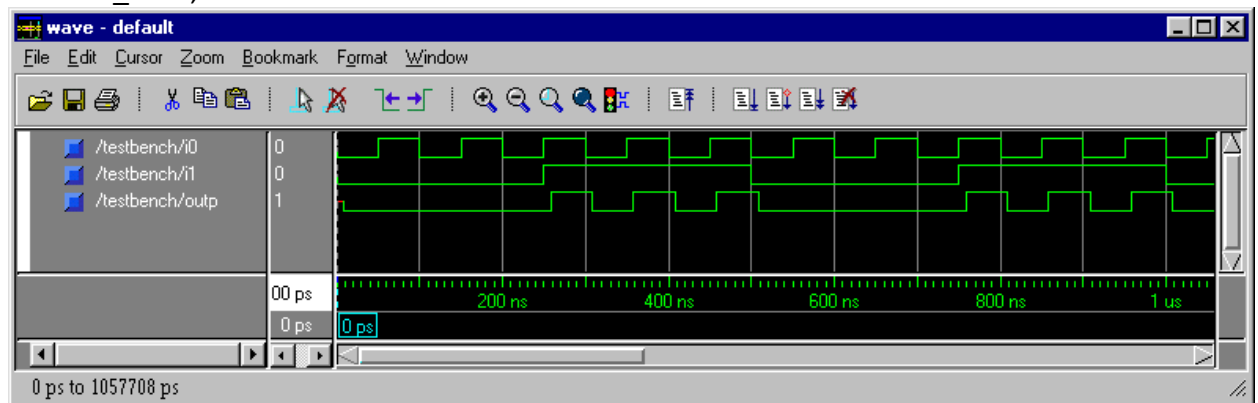 wave - default
File Edit Cursor Zoom Bookmark Format Window
/testbench/i0 0
/testbench/i1 0
/testbench/outp 1
00 ps 200 ns 400 ns 600 ns 800 ns 1 us
0 ps 0 ps
0 ps to 1057708 ps